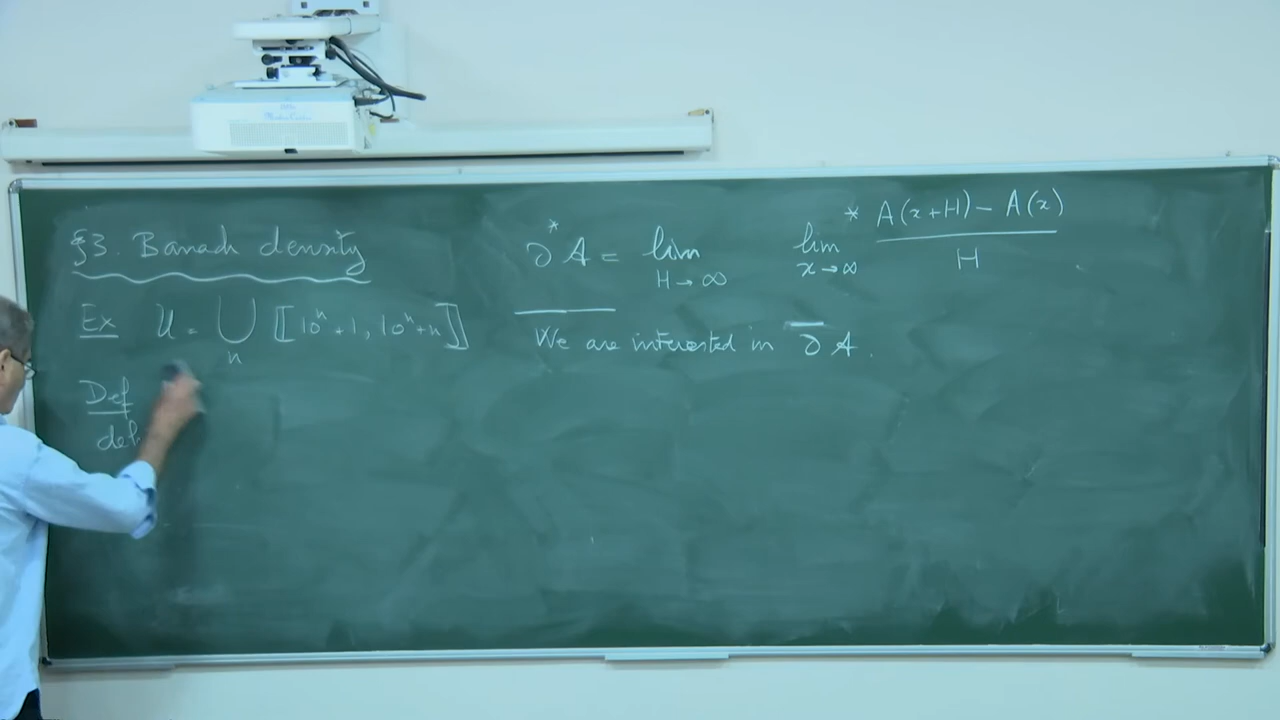 §3. Banach density
Ex 𝒰 = ⋃_n ⟦10^n + 1, 10^n + n⟧
Def
∂* A = lim_{H→∞} lim*_{x→∞} (A(x+H) − A(x)) / H
We are interested in ∂̅ A.